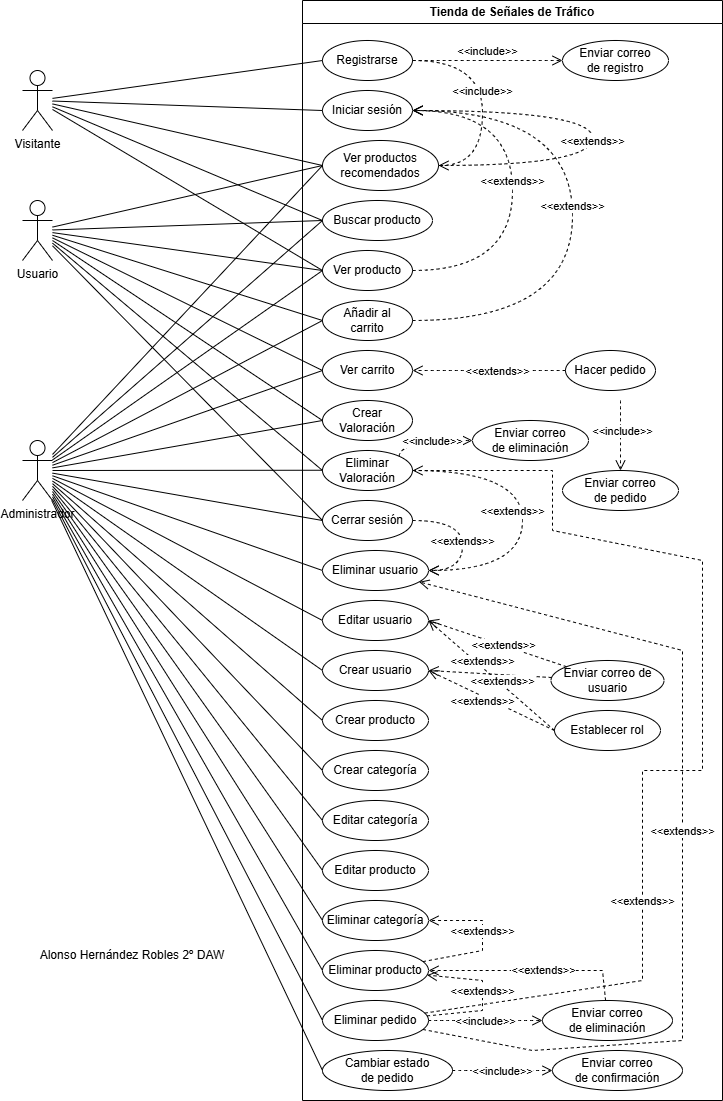 Tienda de Señales de Tráfico
Registrarse
<<include>>
Enviar correo
de registro
<<include>>
Visitante
Iniciar sesión
<<extends>>
Ver productos
recomendados
<<extends>>
Usuario
Buscar producto
<<extends>>
Ver producto
Añadir al
carrito
Ver carrito
<<extends>>
Hacer pedido
Crear
Valoración
<<include>>
Enviar correo
de eliminación
<<include>>
Administrador
Eliminar
Valoración
Enviar correo
de pedido
Cerrar sesión
<<extends>>
<<extends>>
Eliminar usuario
Editar usuario
<<extends>>
<<extends>>
Crear usuario
<<extends>>
Enviar correo de
usuario
<<extends>>
Crear producto
Establecer rol
Crear categoría
Editar categoría
<<extends>>
Editar producto
<<extends>>
Eliminar categoría
<<extends>>
Alonso Hernández Robles 2º DAW
Eliminar producto
<<extends>>
<<extends>>
Eliminar pedido
<<include>>
Enviar correo
de eliminación
Cambiar estado
de pedido
<<include>>
Enviar correo
de confirmación